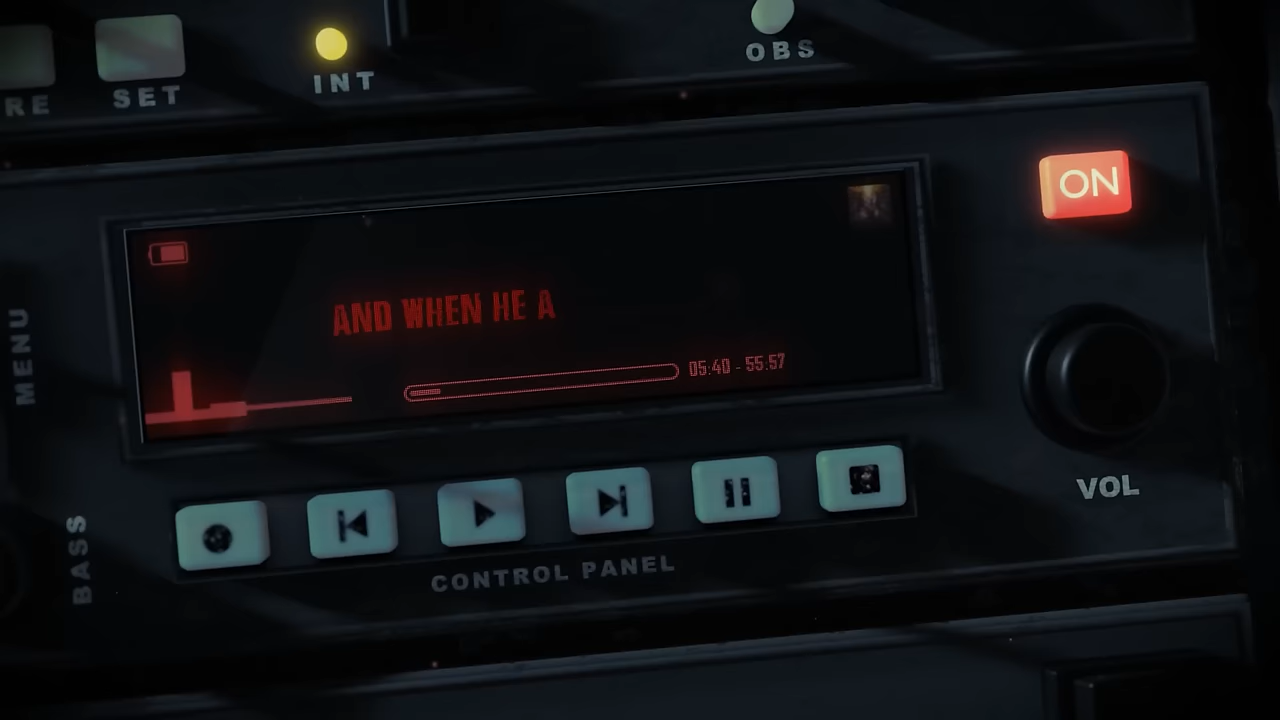 RE
SET
INT
OBS
ON
AND WHEN HE A
05:40 - 55:57
MENU
BASS
VOL
CONTROL PANEL